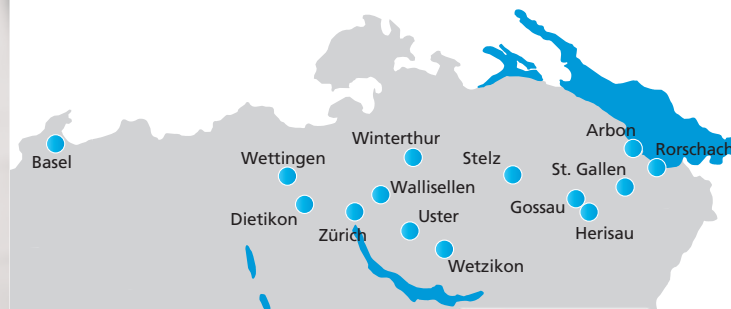 Arbon
Winterthur
Rorschach
Basel
Wettingen
Stelz
St. Gallen
Wallisellen
Dietikon
Uster
Gossau
Zürich
Herisau
Wetzikon